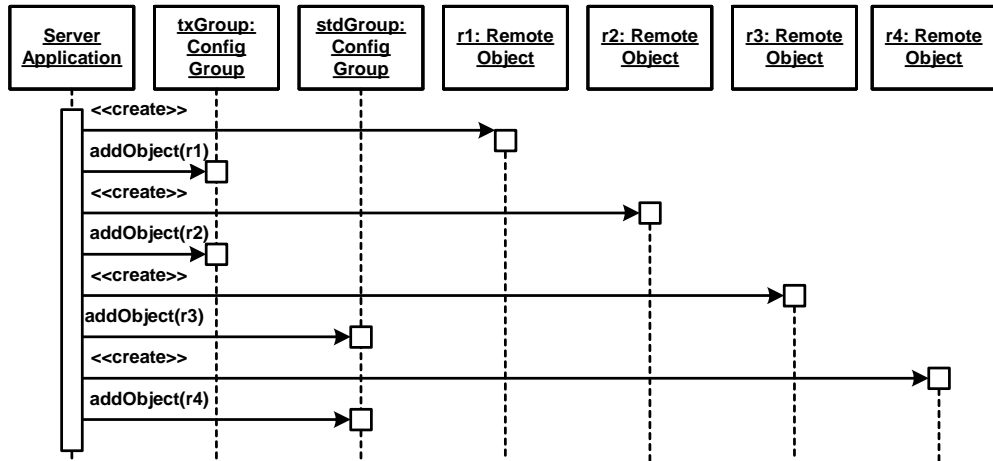 Server
Application
txGroup:
Config
Group
stdGroup:
Config
Group
r1: Remote
Object
r2: Remote
Object
r3: Remote
Object
r4: Remote
Object
<<create>>
addObject(r1)
<<create>>
addObject(r2)
<<create>>
addObject(r3)
<<create>>
addObject(r4)